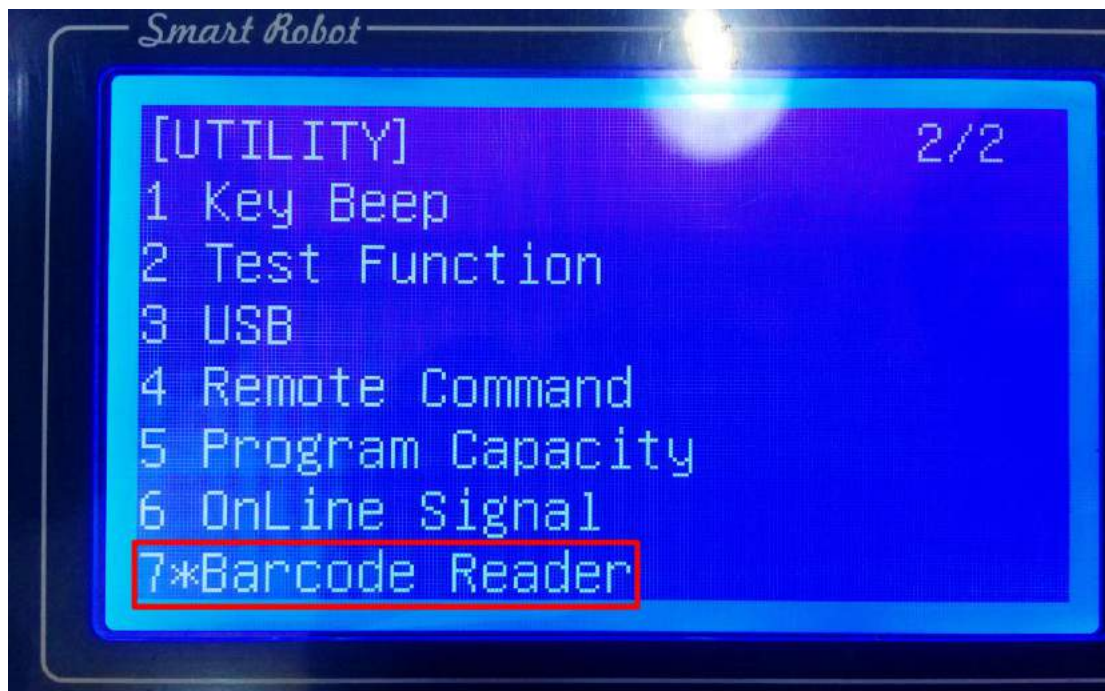 Smart Robot
[UTILITY] 2/2
1 Key Beep
2 Test Function
3 USB
4 Remote Command
5 Program Capacity
6 OnLine Signal
7*Barcode Reader